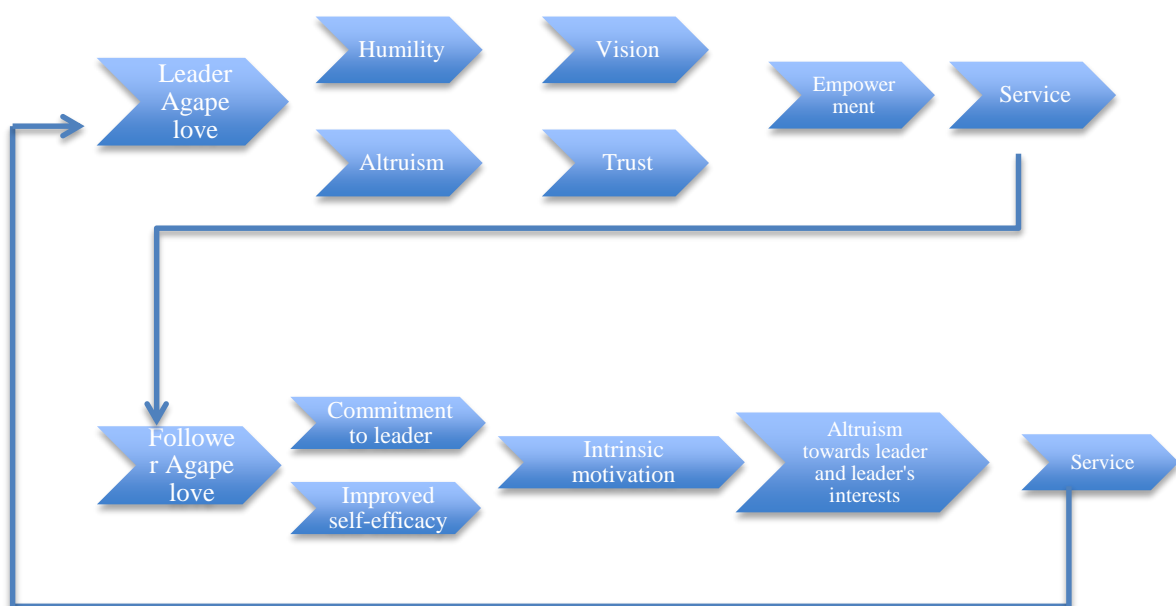 Leader
Agape
love
Humility
Vision
Altruism
Trust
Empower
ment
Service
Followe
r Agape
love
Commitment
to leader
Improved
self-efficacy
Intrinsic
motivation
Altruism
towards leader
and leader's
interests
Service